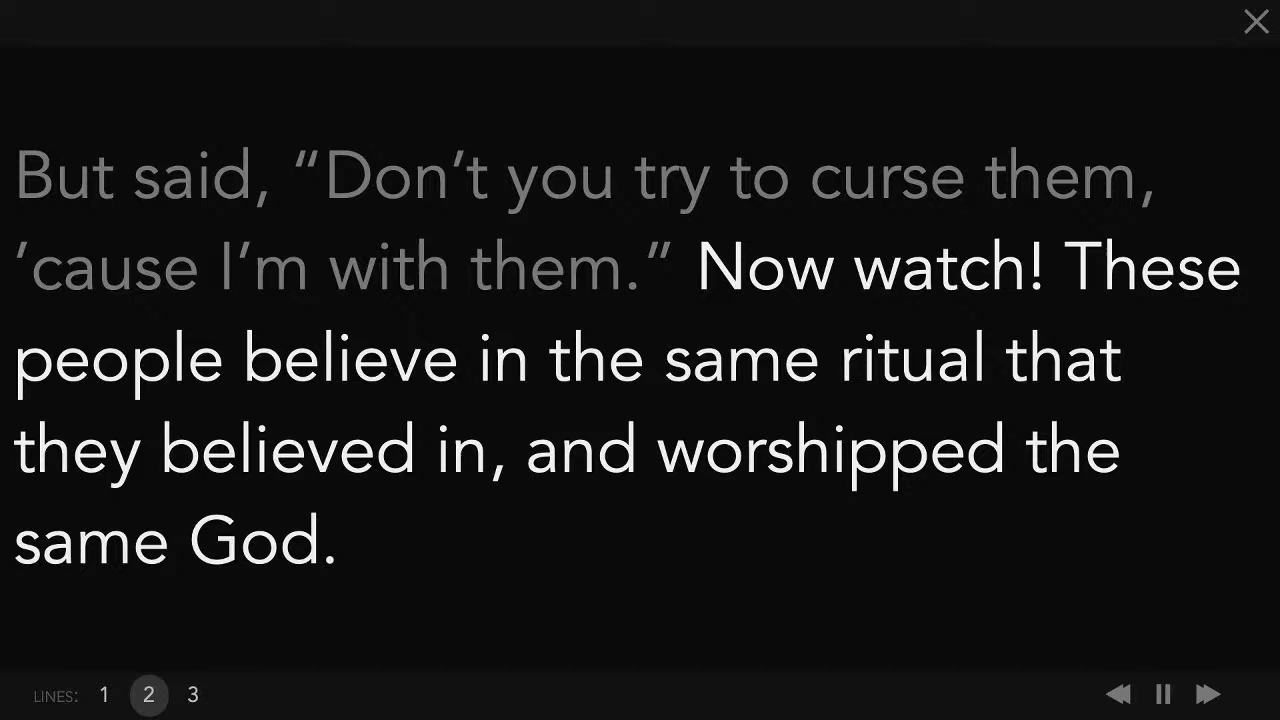 But said, “Don’t you try to curse them,
’cause I’m with them.” Now watch! These
people believe in the same ritual that
they believed in, and worshipped the
same God.
LINES: 1 2 3